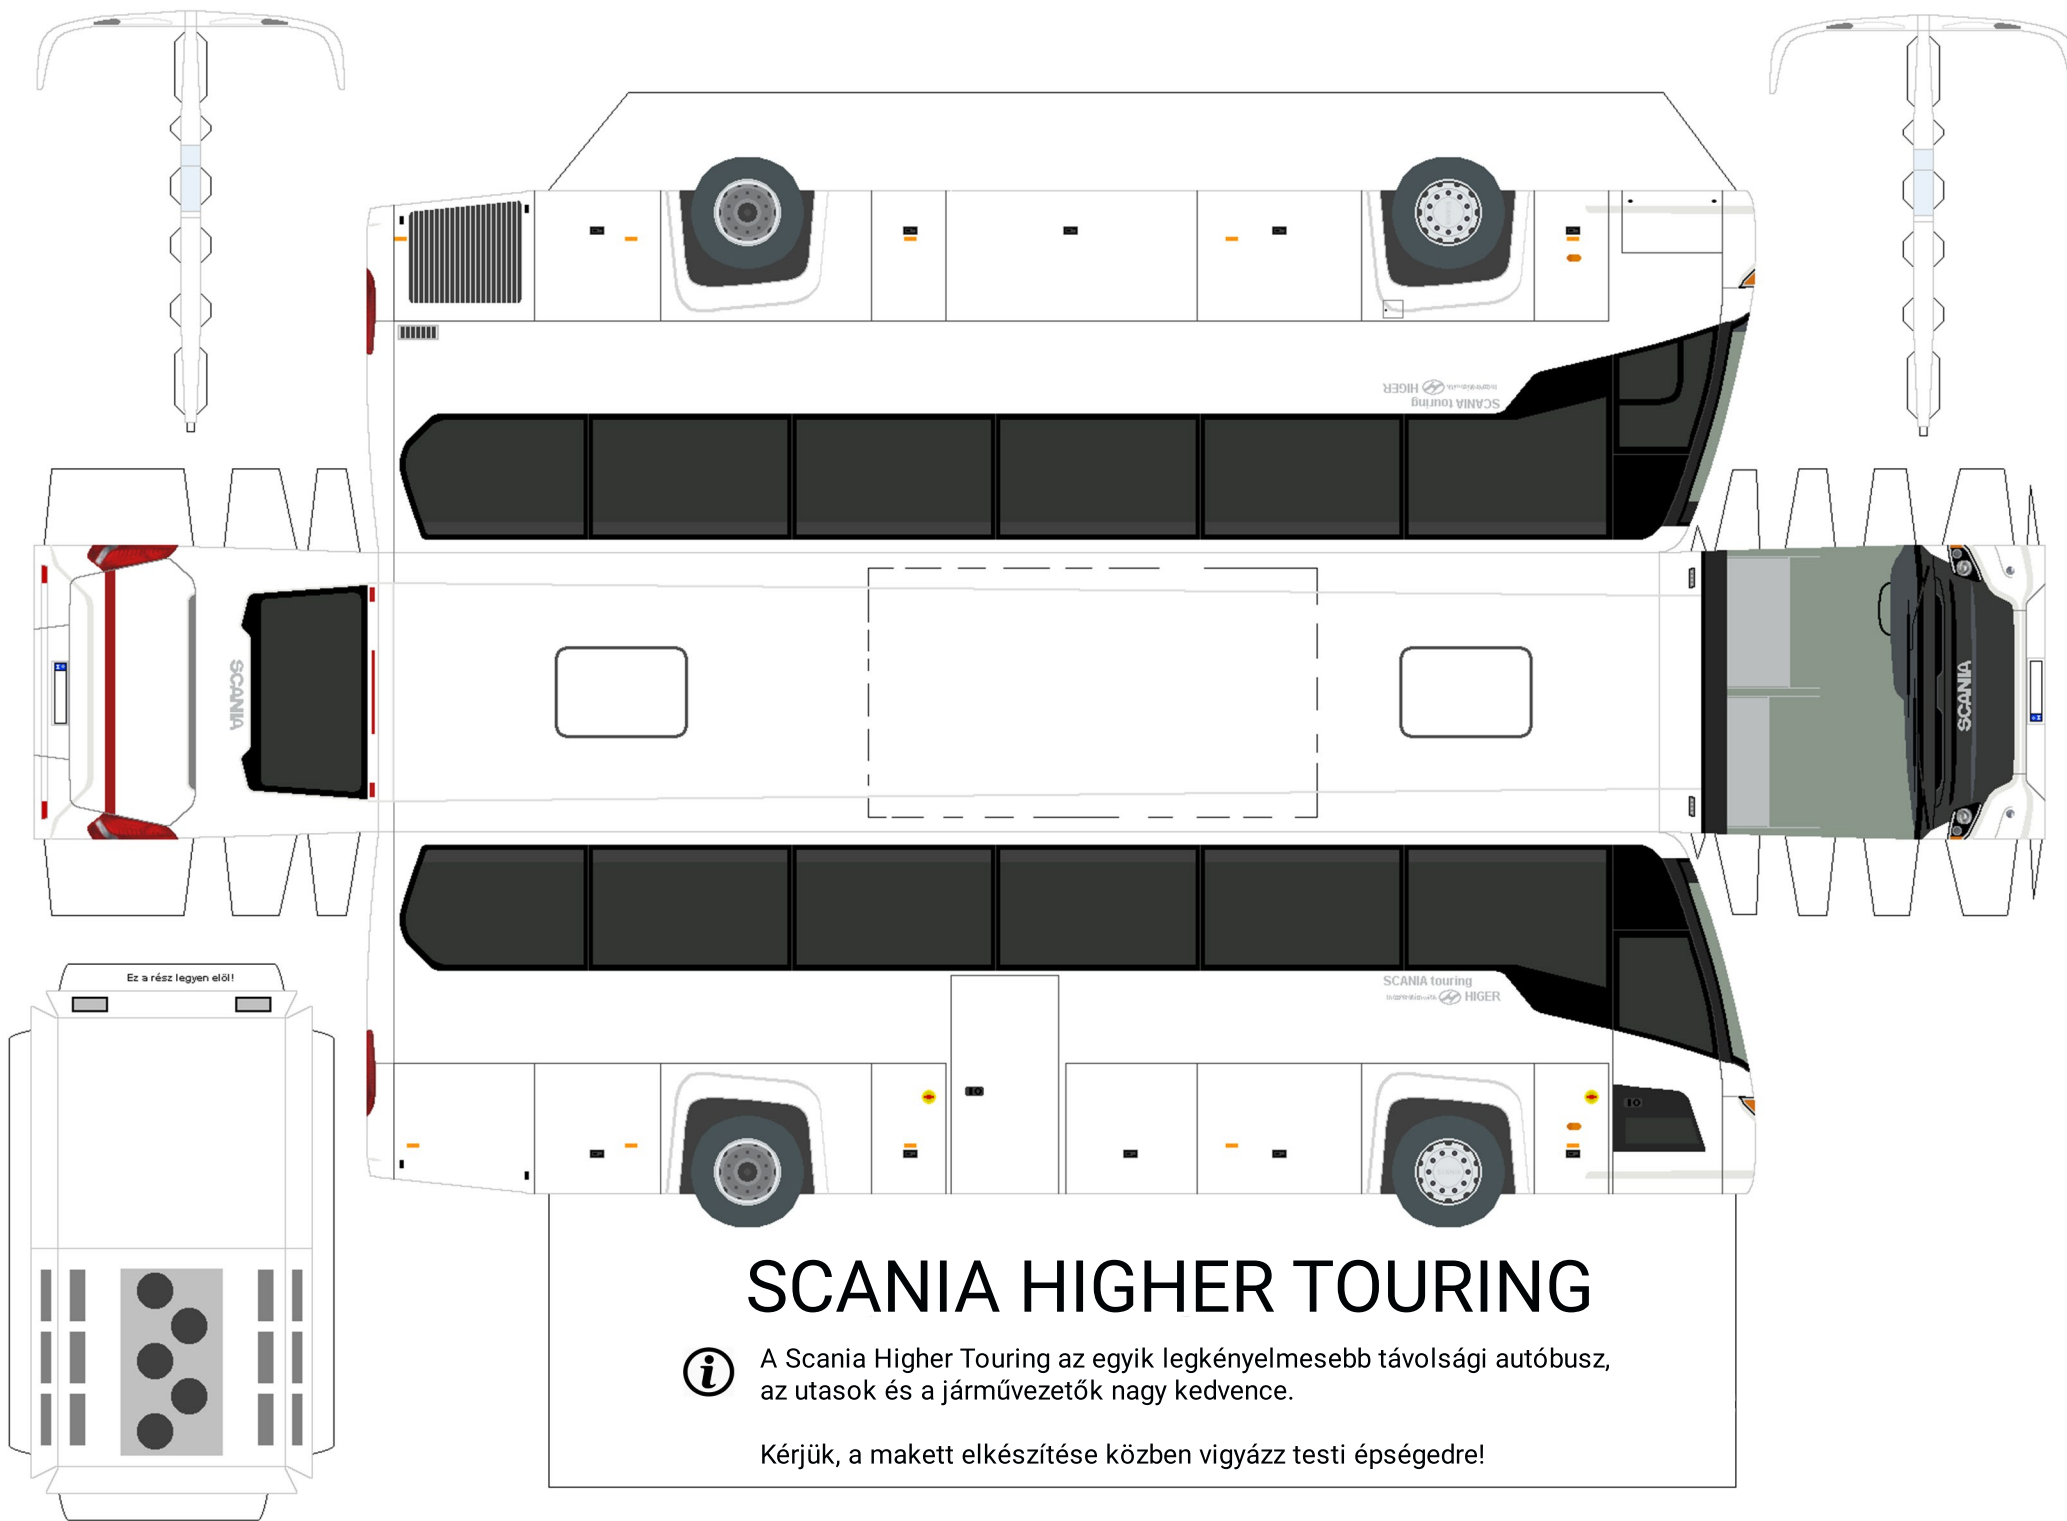 HIGER
SCANIA touring
SCANIA
SCANIA
Ez a rész legyen elöl!
SCANIA touring
HIGER
SCANIA HIGHER TOURING
A Scania Higher Touring az egyik legkényelmesebb távolsági autóbusz,
az utasok és a járművezetők nagy kedvence.
Kérjük, a makett elkészítése közben vigyázz testi épségedre!